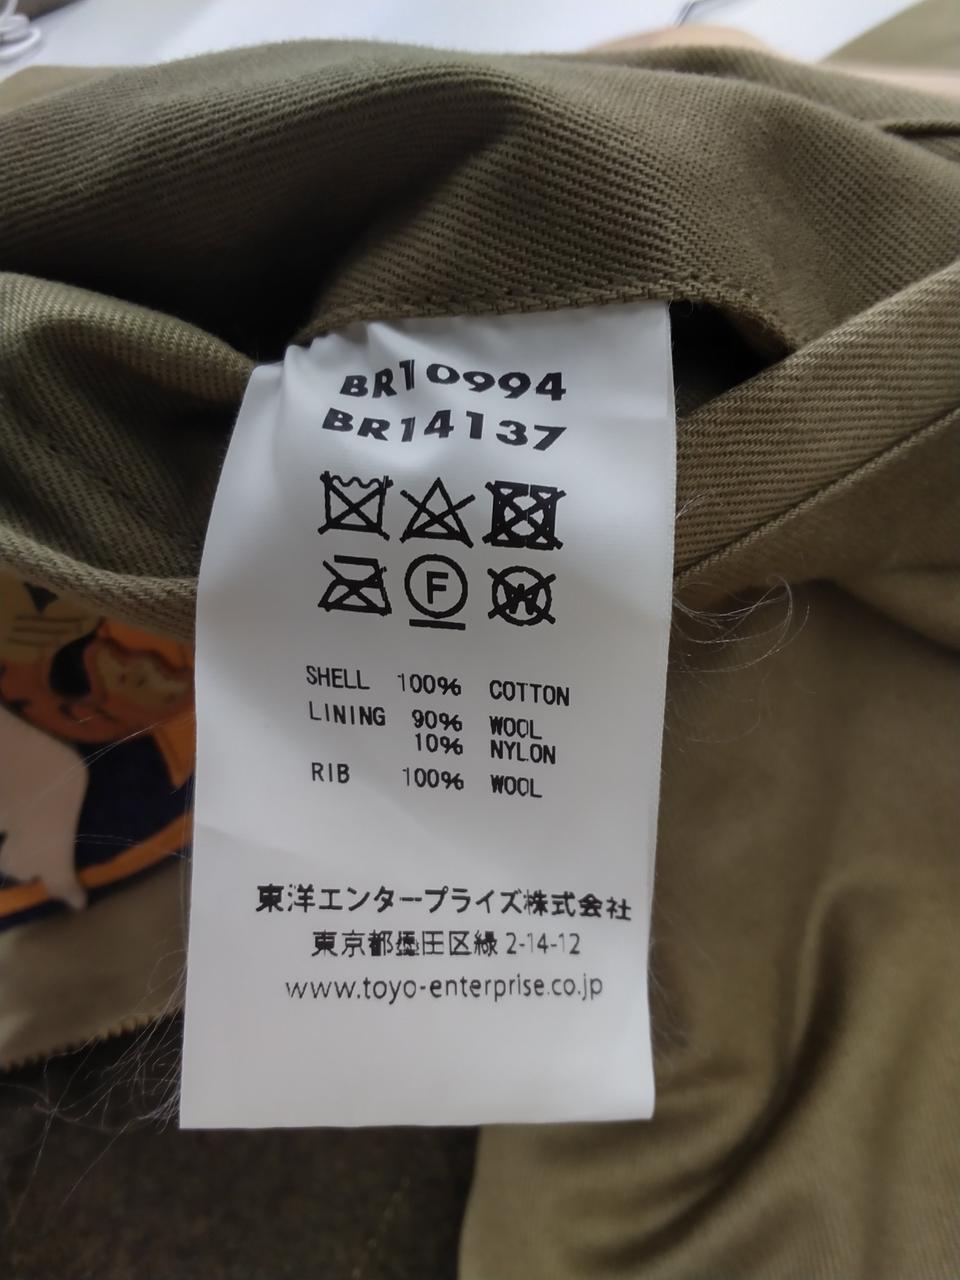 BR10994
BR14137
F
W
SHELL 100% COTTON
LINING 90% WOOL
10% NYLON
RIB 100% WOOL
東洋エンタープライズ株式会社
東京都墨田区緑 2-14-12
www.toyo-enterprise.co.jp